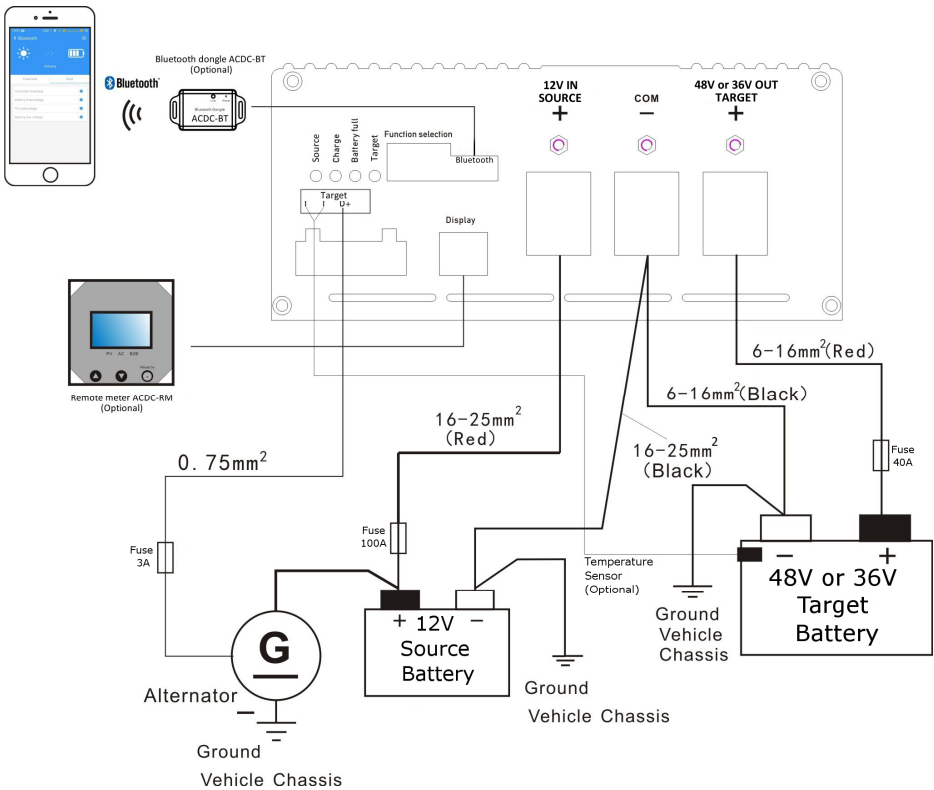 Bluetooth
Bluetooth™
Bluetooth dongle ACDC-BT
(Optional)
Bluetooth Dongle
ACDC-BT
12V IN
SOURCE
+
COM
−
48V or 36V OUT
TARGET
+
Source
Charge
Battery full
Target
Function selection
Bluetooth
Target
D+
Display
PV AC B2B
Remote meter ACDC-RM
(Optional)
6-16mm²(Red)
6-16mm²(Black)
16-25mm²
(Red)
16-25mm²
(Black)
0.75mm²
Fuse
40A
Fuse
100A
Fuse
3A
Temperature
Sensor
(Optional)
− +
48V or 36V
Target
Battery
Ground
Vehicle
Chassis
+ 12V −
Source
Battery
G
Alternator
−
Ground
Vehicle Chassis
Ground
Vehicle Chassis